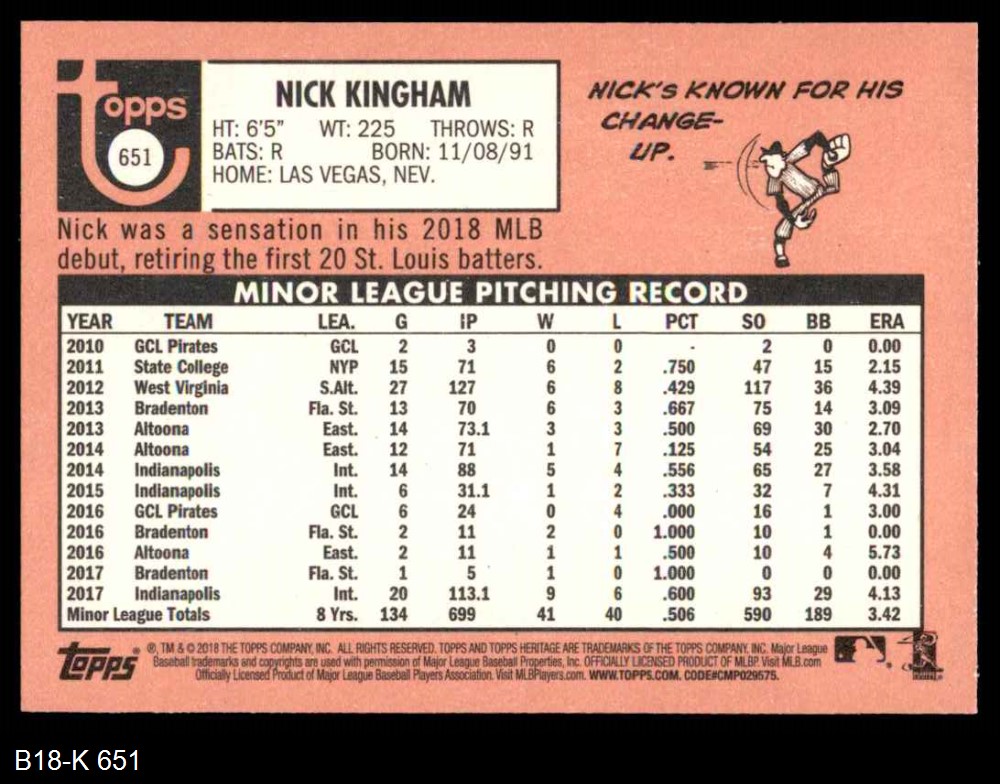 Topps
651
NICK KINGHAM
HT: 6'5" WT: 225 THROWS: R
BATS: R BORN: 11/08/91
HOME: LAS VEGAS, NEV.
NICK'S KNOWN FOR HIS
CHANGE-
UP.
Nick was a sensation in his 2018 MLB
debut, retiring the first 20 St. Louis batters.
MINOR LEAGUE PITCHING RECORD
YEAR TEAM LEA. G IP W L PCT SO BB ERA
2010 GCL Pirates GCL 2 3 0 0 - 2 0 0.00
2011 State College NYP 15 71 6 2 .750 47 15 2.15
2012 West Virginia S.Alt. 27 127 6 8 .429 117 36 4.39
2013 Bradenton Fla. St. 13 70 6 3 .667 75 14 3.09
2013 Altoona East. 14 73.1 3 3 .500 69 30 2.70
2014 Altoona East. 12 71 1 7 .125 54 25 3.04
2014 Indianapolis Int. 14 88 5 4 .556 65 27 3.58
2015 Indianapolis Int. 6 31.1 1 2 .333 32 7 4.31
2016 GCL Pirates GCL 6 24 0 4 .000 16 1 3.00
2016 Bradenton Fla. St. 2 11 2 0 1.000 10 1 0.00
2016 Altoona East. 2 11 1 1 .500 10 4 5.73
2017 Bradenton Fla. St. 1 5 1 0 1.000 0 0 0.00
2017 Indianapolis Int. 20 113.1 9 6 .600 93 29 4.13
Minor League Totals 8 Yrs. 134 699 41 40 .506 590 189 3.42
Topps
®, TM & © 2018 THE TOPPS COMPANY, INC. ALL RIGHTS RESERVED. TOPPS AND TOPPS HERITAGE ARE TRADEMARKS OF THE TOPPS COMPANY, INC. Major League
Baseball trademarks and copyrights are used with permission of Major League Baseball Properties, Inc. OFFICIALLY LICENSED PRODUCT OF MLBP. Visit MLB.com
Officially Licensed Product of Major League Baseball Players Association. Visit MLBPlayers.com. WWW.TOPPS.COM. CODE#CMP029575.
B18-K 651